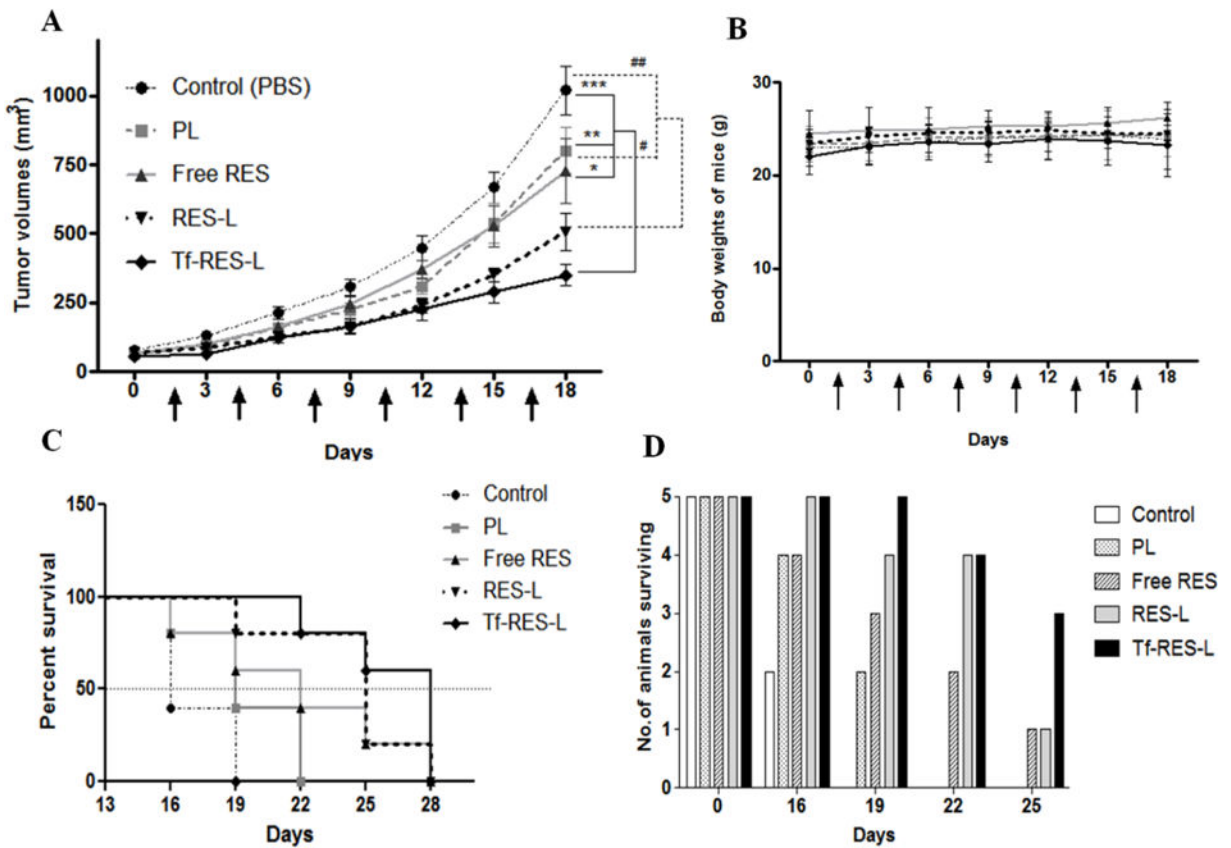 A
Tumor volumes (mm³)
1000
750
500
250
0
Control (PBS)
PL
Free RES
RES-L
Tf-RES-L
##
***
**
#
*
0 3 6 9 12 15 18
Days
B
Body weights of mice (g)
30
20
10
0
0 3 6 9 12 15 18
Days
C
Percent survival
150
100
50
0
Control
PL
Free RES
RES-L
Tf-RES-L
13 16 19 22 25 28
Days
D
No.of animals surviving
5
4
3
2
1
0
Control
PL
Free RES
RES-L
Tf-RES-L
0 16 19 22 25
Days